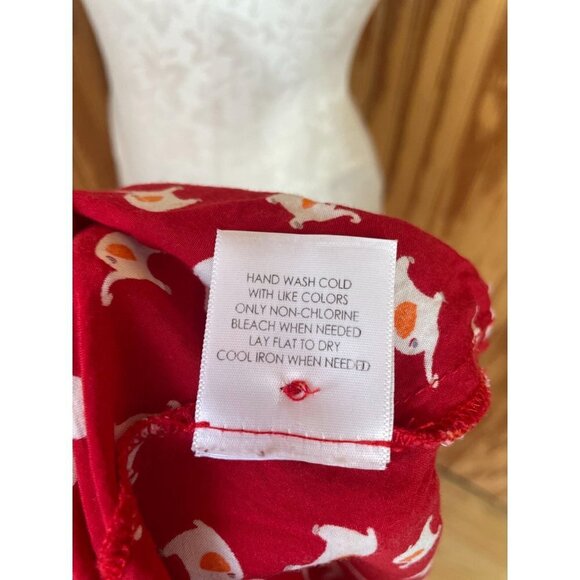 HAND WASH COLD
WITH LIKE COLORS
ONLY NON-CHLORINE
BLEACH WHEN NEEDED
LAY FLAT TO DRY
COOL IRON WHEN NEEDED